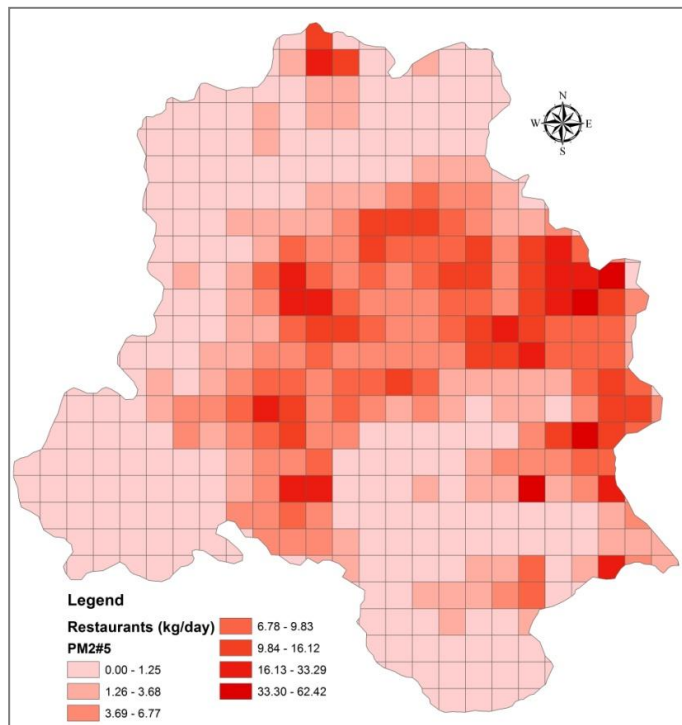 N
W E
S
Legend
Restaurants (kg/day)
PM2#5
0.00 - 1.25
1.26 - 3.68
3.69 - 6.77
6.78 - 9.83
9.84 - 16.12
16.13 - 33.29
33.30 - 62.42